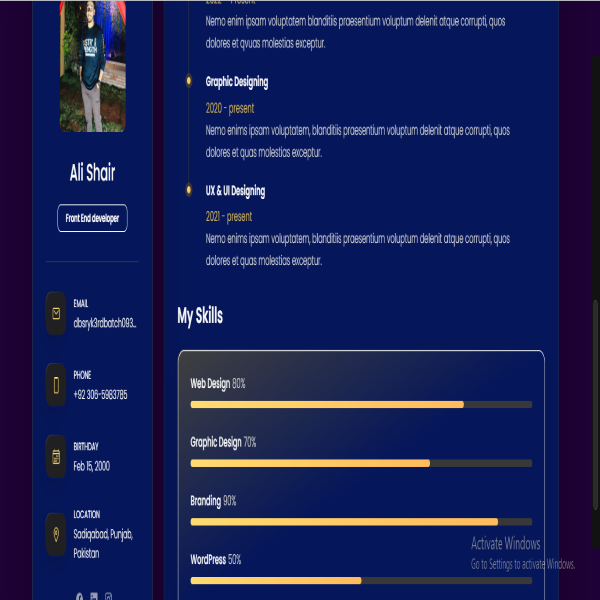 Ali Shair
Front End developer
EMAIL
dbsryk3rdbatch093...
PHONE
+92 306-5983785
BIRTHDAY
Feb 15, 2000
LOCATION
Sadiqabad, Punjab,
Pakistan
2022 - Present
Nemo enim ipsam voluptatem blanditiis praesentium voluptum delenit atque corrupti, quos
dolores et qvuas molestias exceptur.
Graphic Designing
2020 - present
Nemo enims ipsam voluptatem, blanditiis praesentium voluptum delenit atque corrupti, quos
dolores et quas molestias exceptur.
UX & UI Designing
2021 - present
Nemo enims ipsam voluptatem, blanditiis praesentium voluptum delenit atque corrupti, quos
dolores et quas molestias exceptur.
My Skills
Web Design 80%
Graphic Design 70%
Branding 90%
WordPress 50%
Activate Windows
Go to Settings to activate Windows.